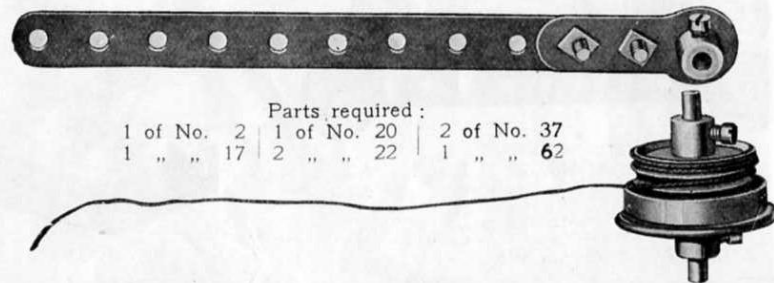 Parts required :
1 of No. 2 1 of No. 20 2 of No. 37
1 „ „ 17 2 „ „ 22 1 „ „ 62